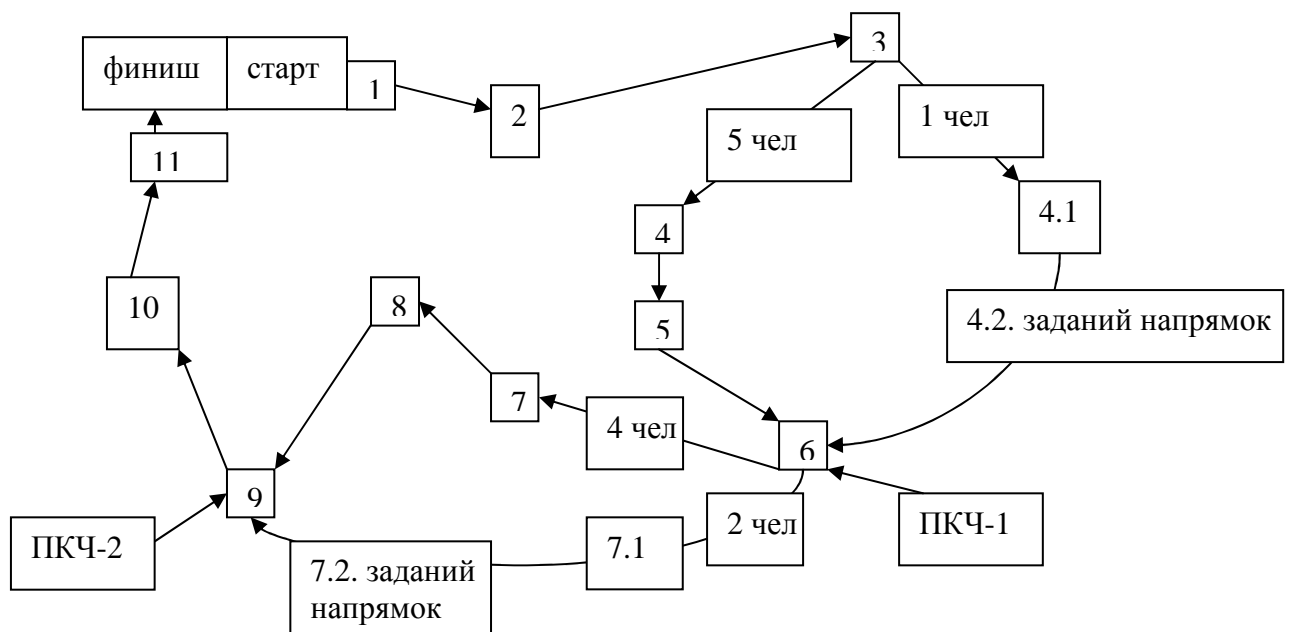 финиш
старт
1
2
3
5 чел
1 чел
11
4
4.1
10
8
5
4.2. заданий напрямок
7
4 чел
6
9
ПКЧ-2
7.2. заданий
напрямок
7.1
2 чел
ПКЧ-1